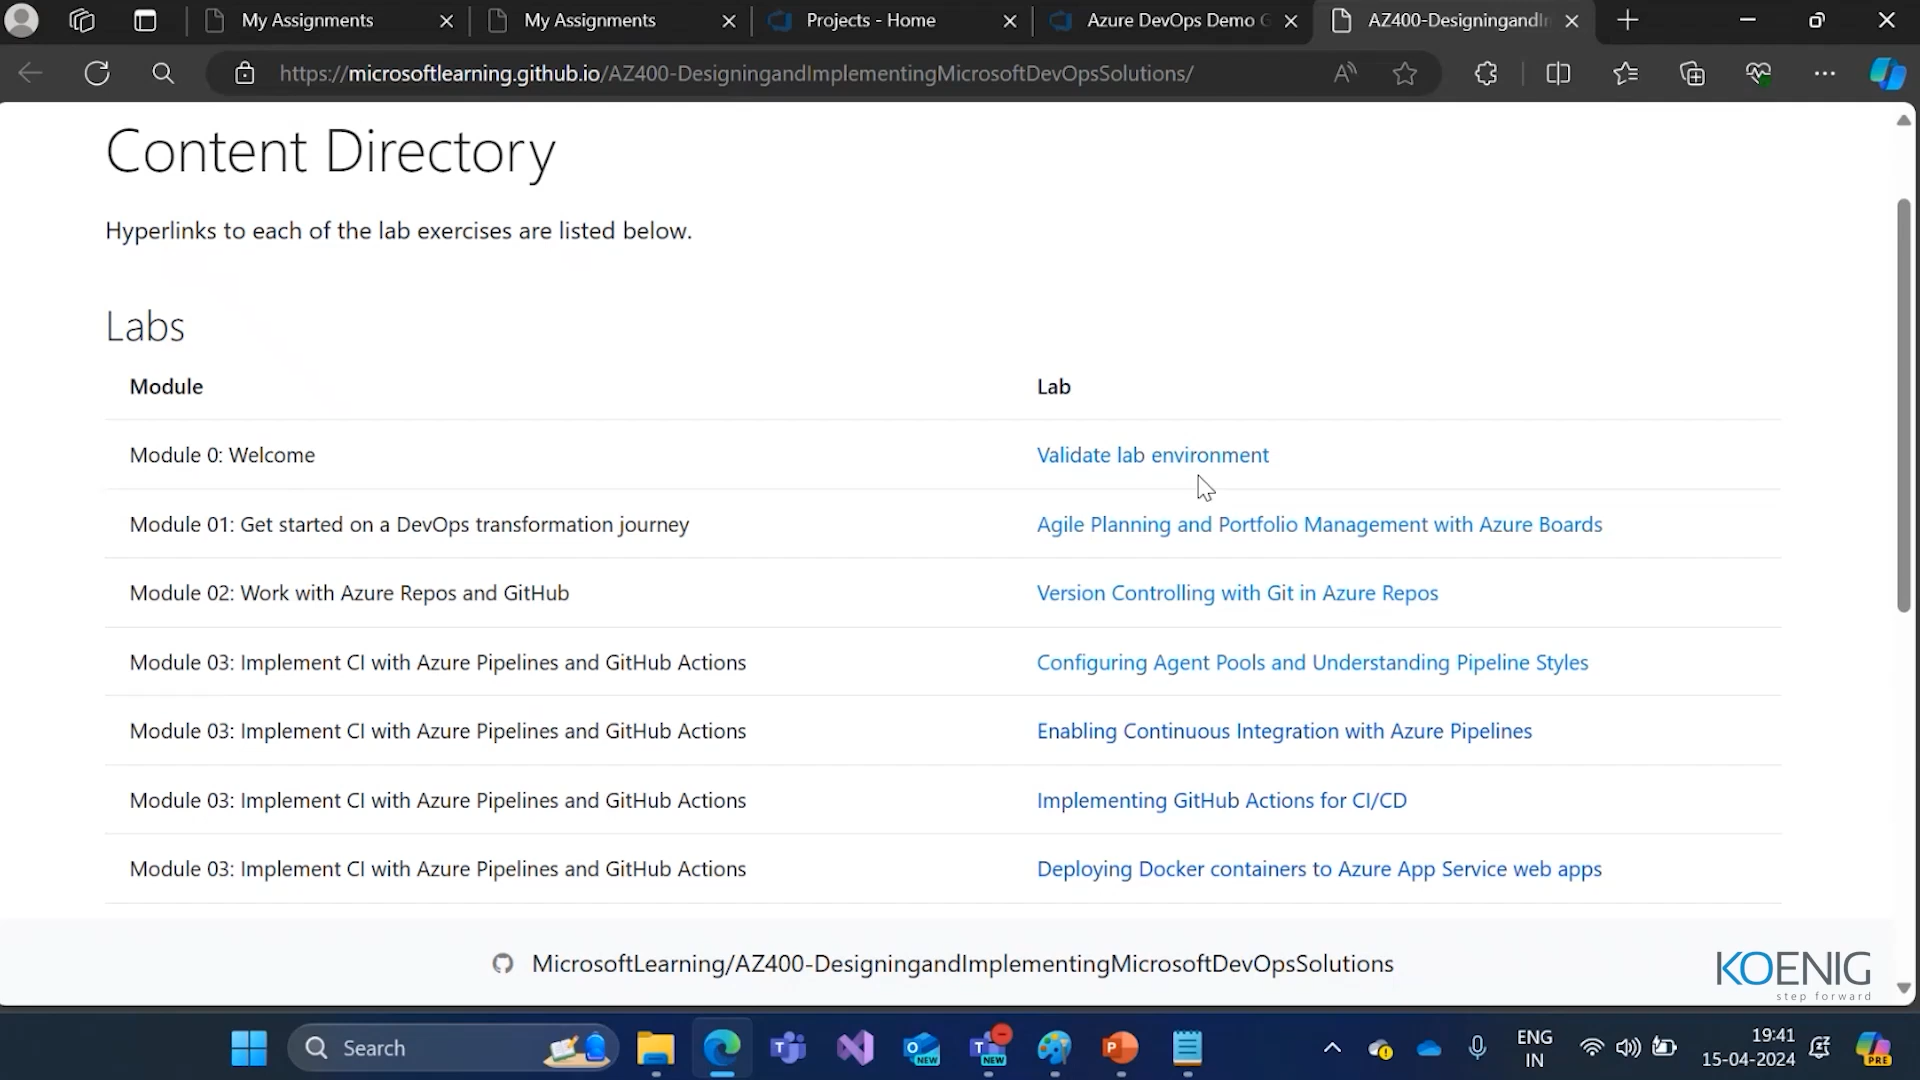 My Assignments
My Assignments
Projects - Home
Azure DevOps Demo G
AZ400-DesigningandIn
https://microsoftlearning.github.io/AZ400-DesigningandImplementingMicrosoftDevOpsSolutions/
Content Directory
Hyperlinks to each of the lab exercises are listed below.
Labs
Module Lab
Module 0: Welcome Validate lab environment
Module 01: Get started on a DevOps transformation journey Agile Planning and Portfolio Management with Azure Boards
Module 02: Work with Azure Repos and GitHub Version Controlling with Git in Azure Repos
Module 03: Implement CI with Azure Pipelines and GitHub Actions Configuring Agent Pools and Understanding Pipeline Styles
Module 03: Implement CI with Azure Pipelines and GitHub Actions Enabling Continuous Integration with Azure Pipelines
Module 03: Implement CI with Azure Pipelines and GitHub Actions Implementing GitHub Actions for CI/CD
Module 03: Implement CI with Azure Pipelines and GitHub Actions Deploying Docker containers to Azure App Service web apps
MicrosoftLearning/AZ400-DesigningandImplementingMicrosoftDevOpsSolutions
KOENIG
step forward
Search
NEW
NEW
ENG
IN
19:41
15-04-2024
PRE